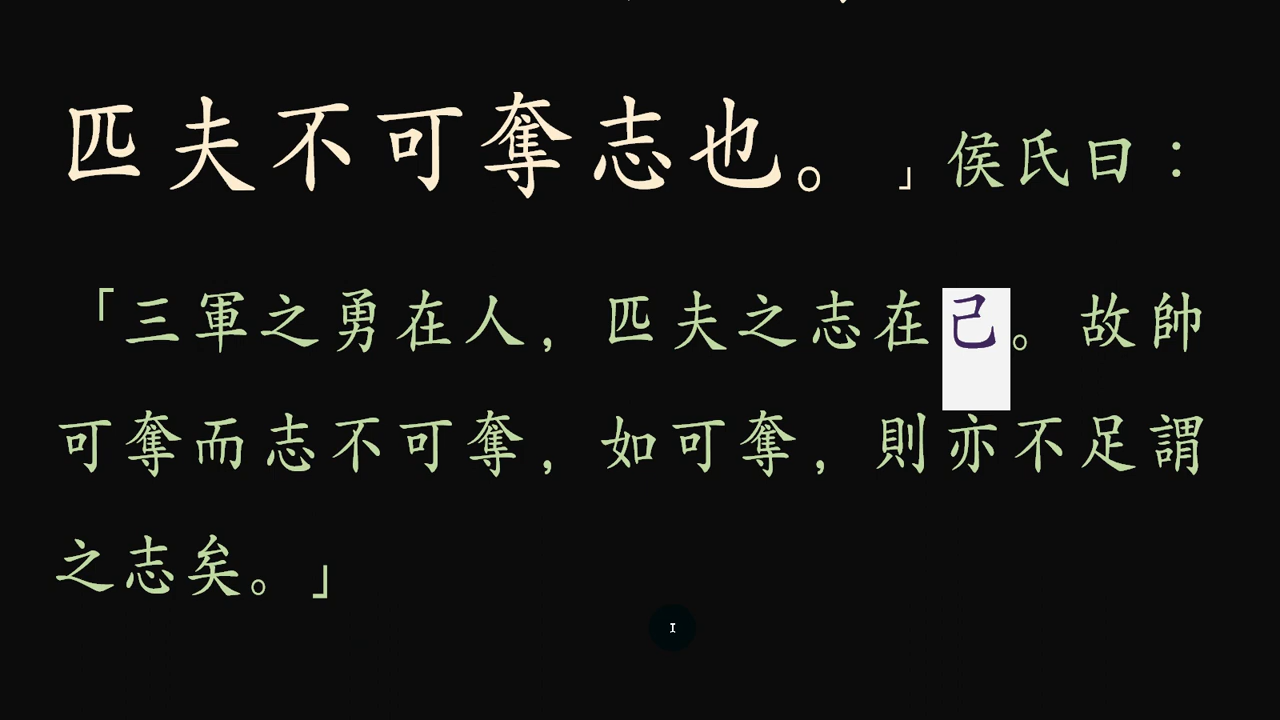 匹夫不可奪志也。」侯氏曰：
「三軍之勇在人，匹夫之志在己。故帥
可奪而志不可奪，如可奪，則亦不足謂
之志矣。」